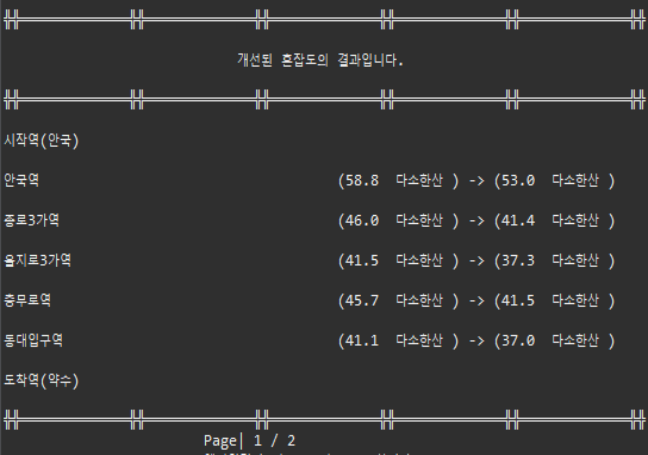 개선된 혼잡도의 결과입니다.
시작역(안국)
안국역 (58.8 다소한산 ) -> (53.0 다소한산 )
종로3가역 (46.0 다소한산 ) -> (41.4 다소한산 )
을지로3가역 (41.5 다소한산 ) -> (37.3 다소한산 )
충무로역 (45.7 다소한산 ) -> (41.5 다소한산 )
동대입구역 (41.1 다소한산 ) -> (37.0 다소한산 )
도착역(약수)
Page| 1 / 2